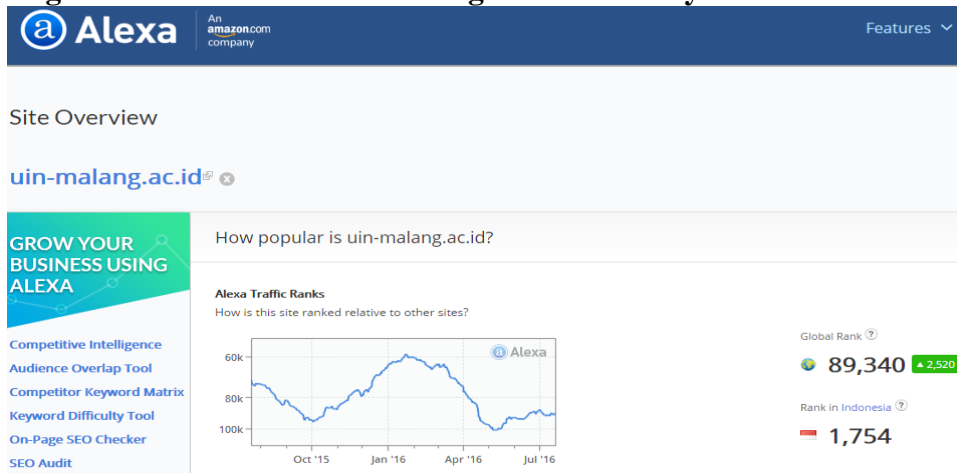 Alexa
An
amazon.com
company
Features
Site Overview
uin-malang.ac.id
GROW YOUR
BUSINESS USING
ALEXA
Competitive Intelligence
Audience Overlap Tool
Competitor Keyword Matrix
Keyword Difficulty Tool
On-Page SEO Checker
SEO Audit
How popular is uin-malang.ac.id?
Alexa Traffic Ranks
How is this site ranked relative to other sites?
Alexa
60k
80k
100k
Oct '15 Jan '16 Apr '16 Jul '16
Global Rank ?
89,340 2,520
Rank in Indonesia ?
1,754